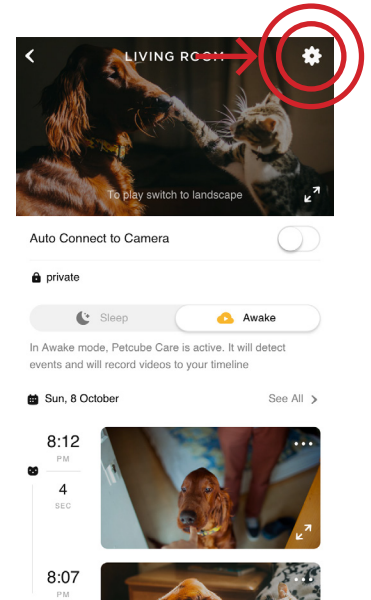 LIVING ROOM
To play switch to landscape
Auto Connect to Camera
private
Sleep
Awake
In Awake mode, Petcube Care is active. It will detect
events and will record videos to your timeline
Sun, 8 October
See All
8:12
PM
4
SEC
8:07
PM